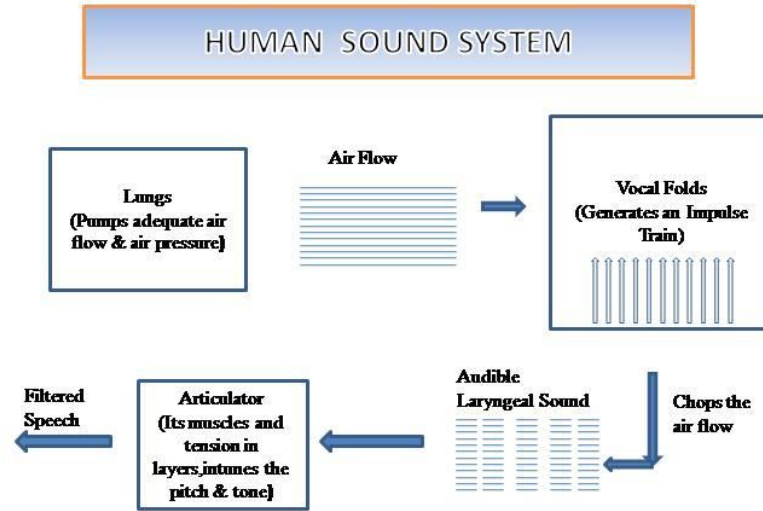 HUMAN SOUND SYSTEM
Lungs
(Pumps adequate air
flow & air pressure)
Air Flow
Vocal Folds
(Generates an Impulse
Train)
Chops the
air flow
Audible
Laryngeal Sound
Articulator
(Its muscles and
tension in
layers,intunes the
pitch & tone)
Filtered
Speech